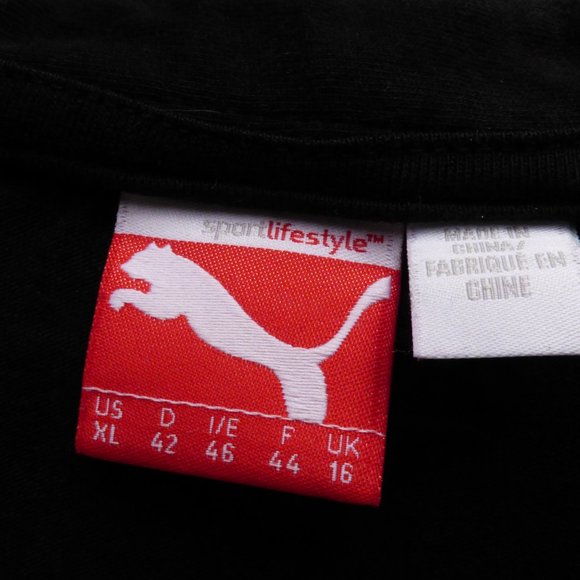 sportlifestyle™
US D I/E F UK
XL 42 46 44 16
MADE IN
CHINA/
FABRIQUÉ EN
CHINE